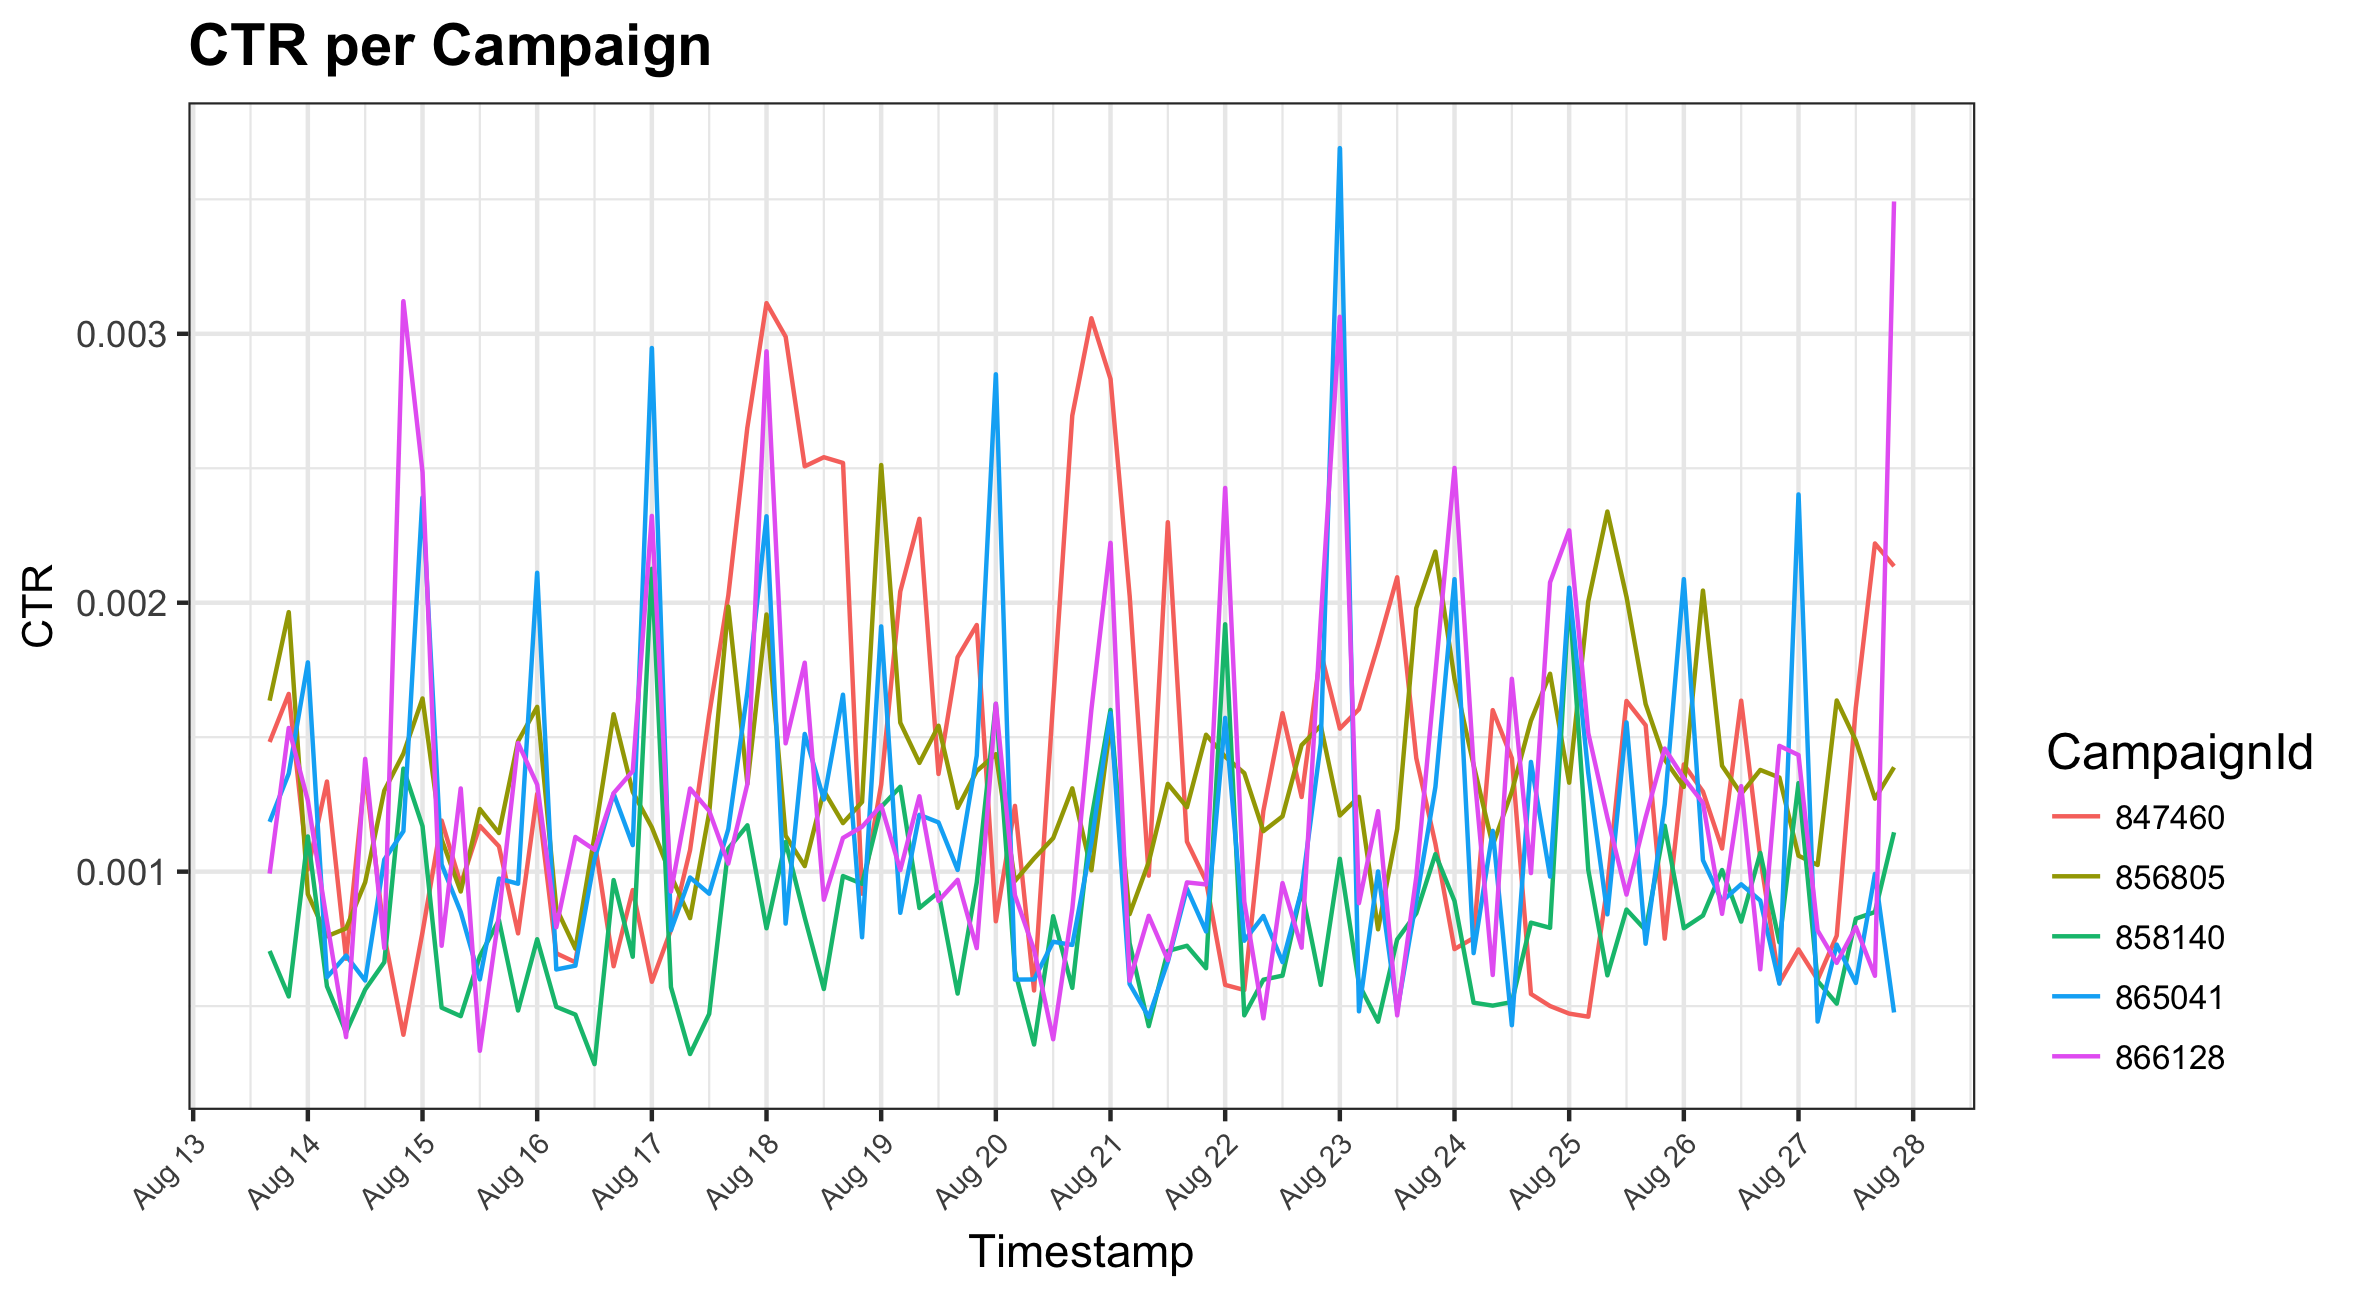 CTR per Campaign
CTR
0.003
0.002
0.001
Aug 13
Aug 14
Aug 15
Aug 16
Aug 17
Aug 18
Aug 19
Aug 20
Aug 21
Aug 22
Aug 23
Aug 24
Aug 25
Aug 26
Aug 27
Aug 28
Timestamp
CampaignId
847460
856805
858140
865041
866128